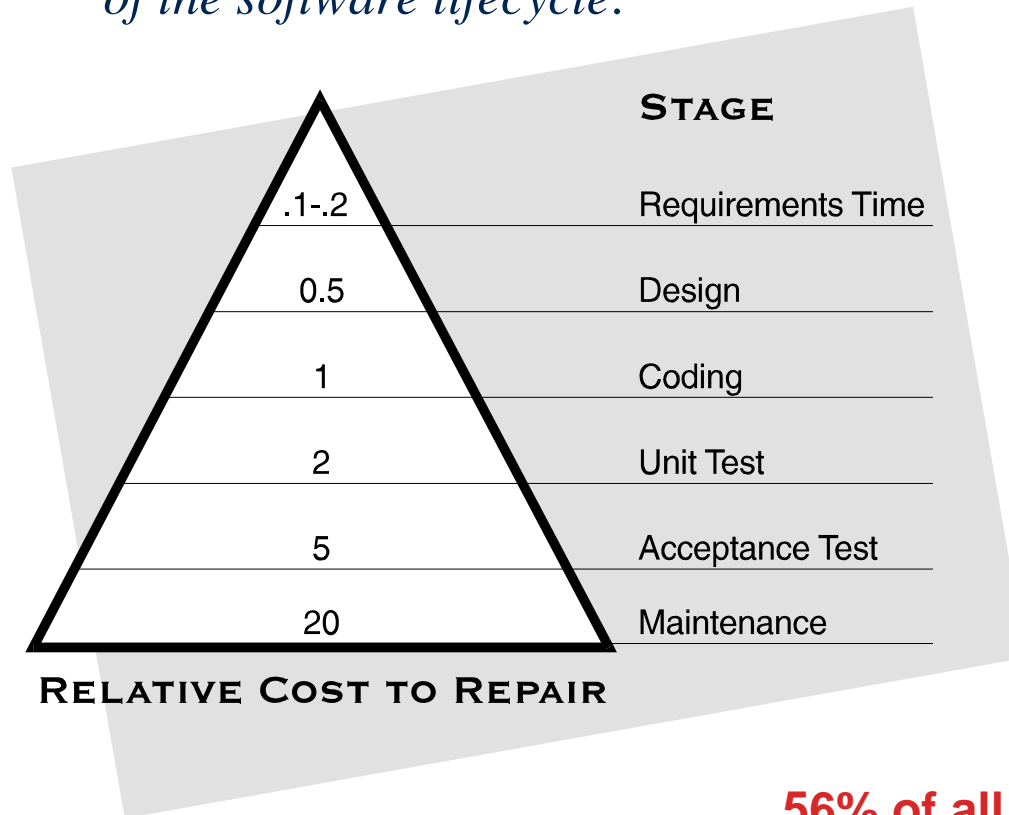 of the software lifecycle.
STAGE
.1-.2 Requirements Time
0.5 Design
1 Coding
2 Unit Test
5 Acceptance Test
20 Maintenance
RELATIVE COST TO REPAIR
56% of all